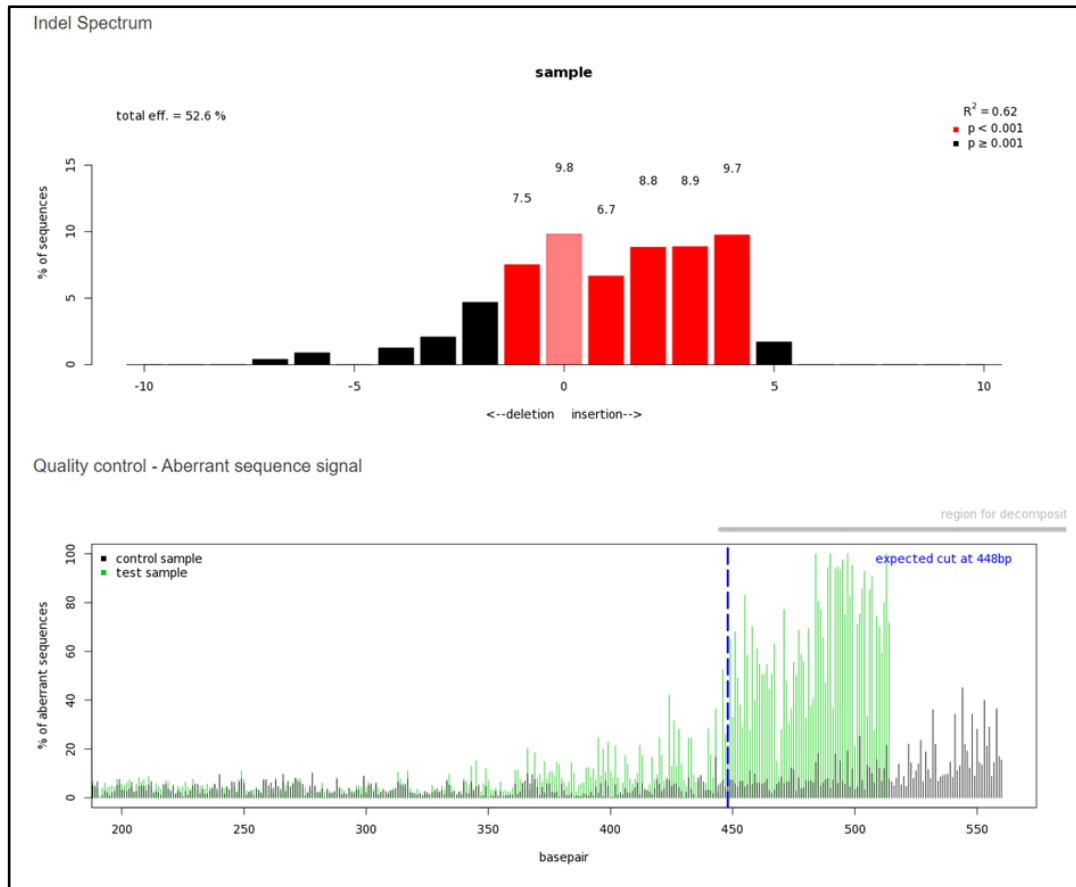 Indel Spectrum
sample
total eff. = 52.6 %
R² = 0.62
p < 0.001
p ≥ 0.001
% of sequences
15
10
5
0
7.5
9.8
6.7
8.8
8.9
9.7
-10
-5
0
5
10
<--deletion insertion-->
Quality control - Aberrant sequence signal
region for decomposit
control sample
test sample
expected cut at 448bp
% of aberrant sequences
100
80
60
40
20
0
200
250
300
350
400
450
500
550
basepair